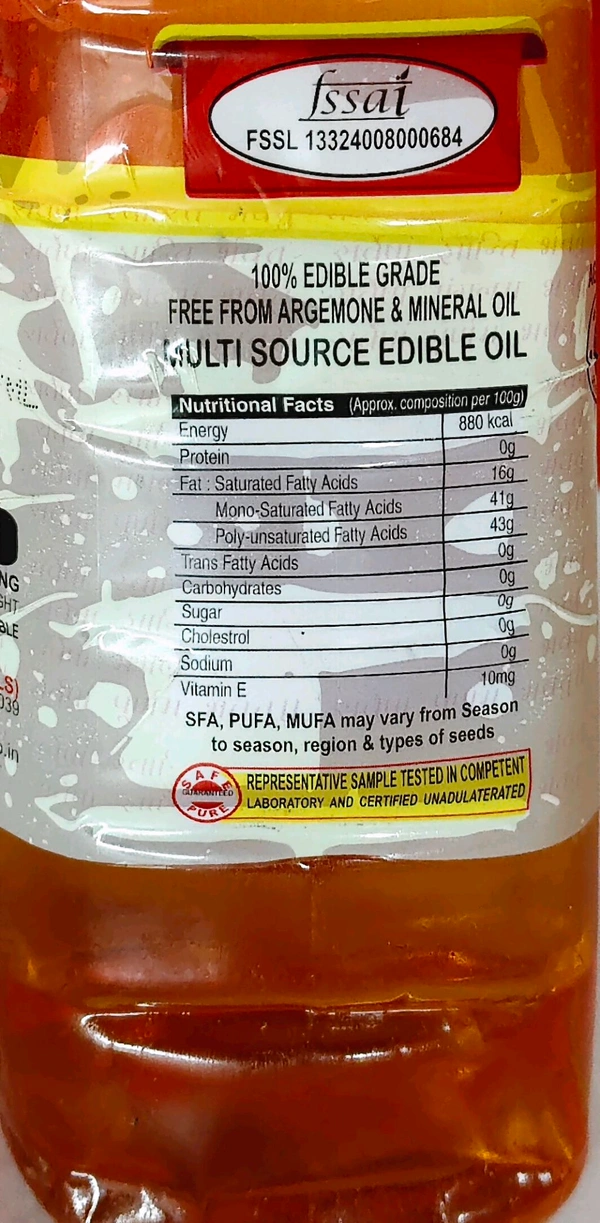 fssai
FSSL 13324008000684
100% EDIBLE GRADE
FREE FROM ARGEMONE & MINERAL OIL
MULTI SOURCE EDIBLE OIL
Nutritional Facts (Approx. composition per 100g)
Energy 880 kcal
Protein 0g
Fat : Saturated Fatty Acids 16g
Mono-Saturated Fatty Acids 41g
Poly-unsaturated Fatty Acids 43g
Trans Fatty Acids 0g
Carbohydrates 0g
Sugar 0g
Cholestrol 0g
Sodium 0g
Vitamin E 10mg
SFA, PUFA, MUFA may vary from Season
to season, region & types of seeds
SAFE
GUARANTEED
PURE
REPRESENTATIVE SAMPLE TESTED IN COMPETENT
LABORATORY AND CERTIFIED UNADULATERATED